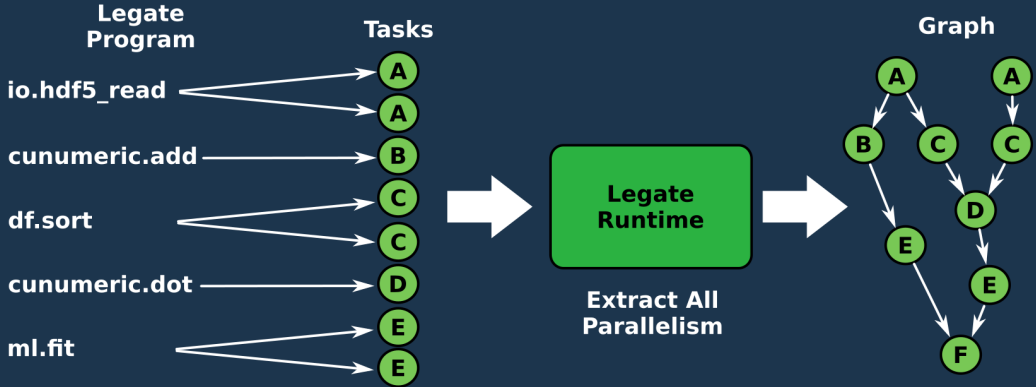 Legate
Program
Tasks
Graph
io.hdf5_read
A
A
cunumeric.add
B
df.sort
C
C
cunumeric.dot
D
ml.fit
E
E
Legate
Runtime
Extract All
Parallelism
A
A
B
C
C
D
E
E
F